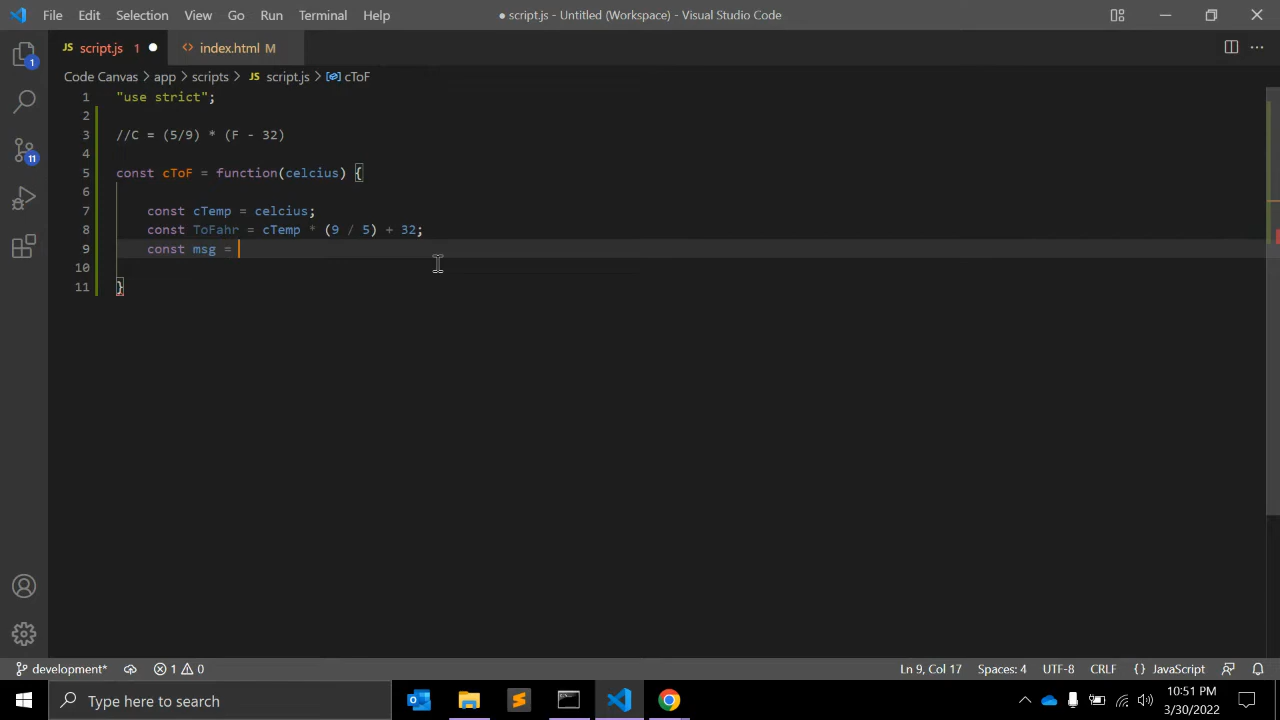 File Edit Selection View Go Run Terminal Help ● script.js - Untitled (Workspace) - Visual Studio Code
JS script.js 1 ● <> index.html M
Code Canvas > app > scripts > JS script.js > cToF
1 "use strict";
2
3 //C = (5/9) * (F - 32)
4
5 const cToF = function(celcius) {
6
7 const cTemp = celcius;
8 const ToFahr = cTemp * (9 / 5) + 32;
9 const msg =
10
11 }
1
11
development* 1 0 Ln 9, Col 17 Spaces: 4 UTF-8 CRLF {} JavaScript
Type here to search
10:51 PM
3/30/2022